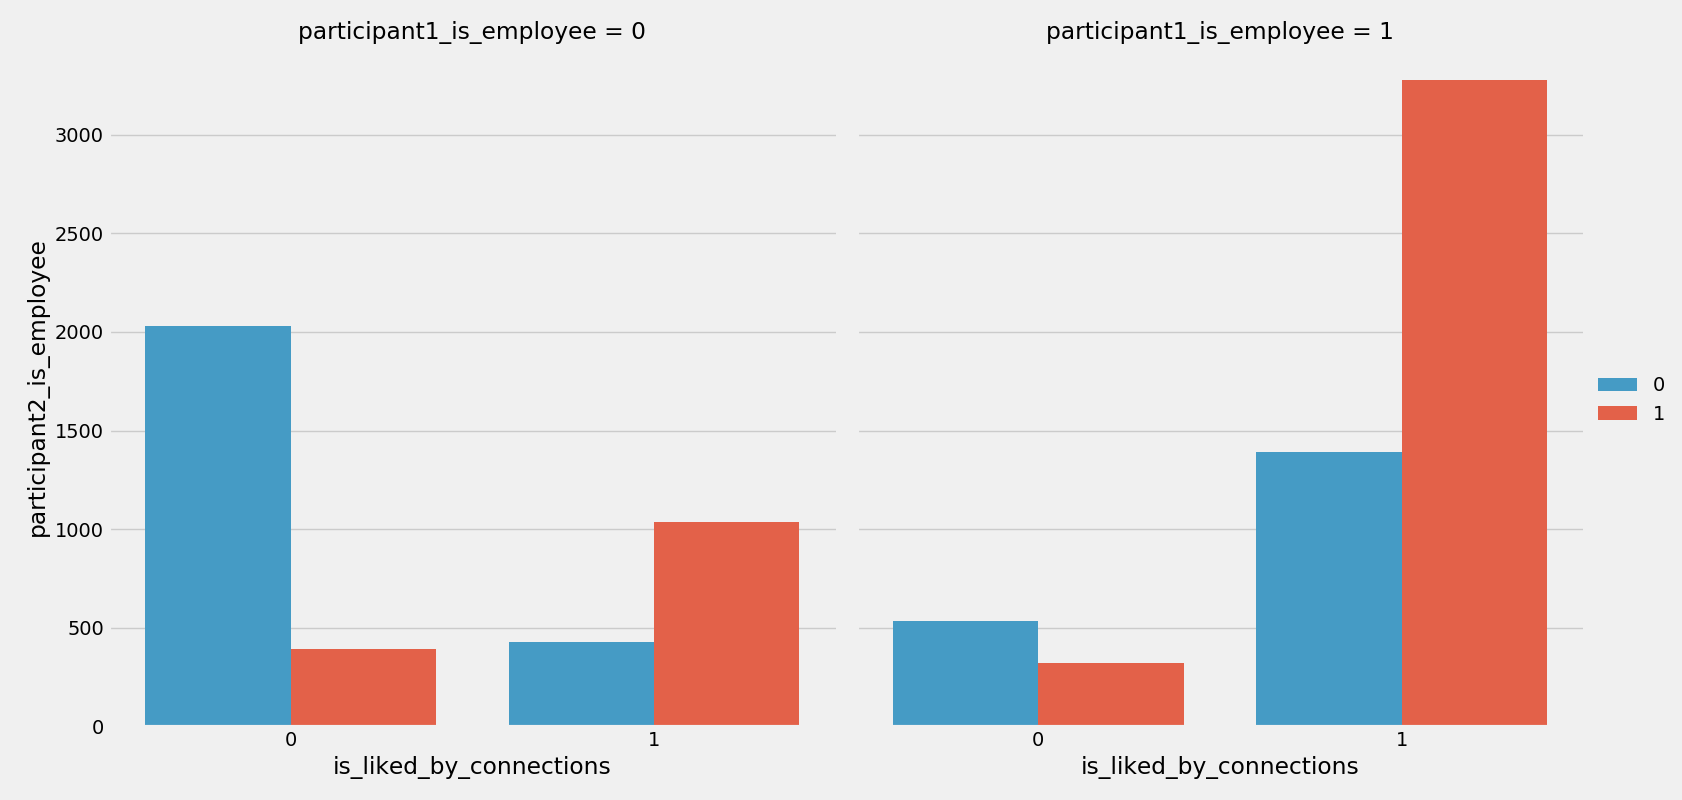 participant1_is_employee = 0
participant1_is_employee = 1
participant2_is_employee
3000
2500
2000
1500
1000
500
0
0
1
is_liked_by_connections
0
1
is_liked_by_connections
0
1